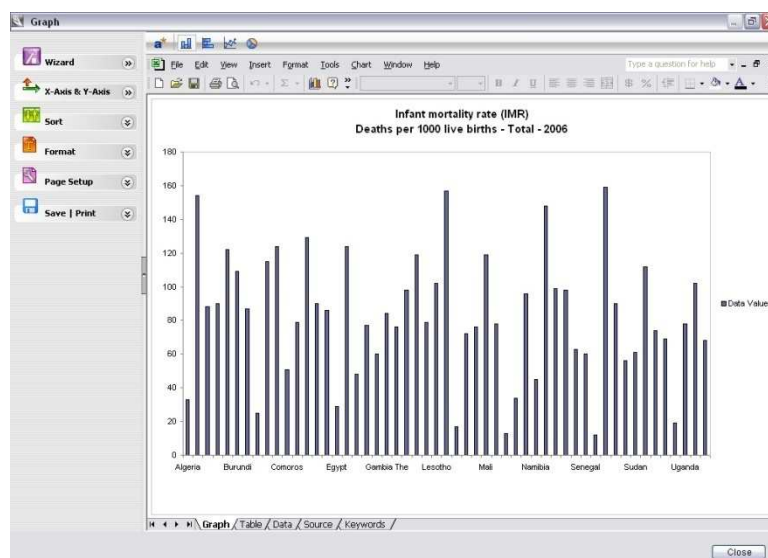 Graph
Wizard
X-Axis & Y-Axis
Sort
Format
Page Setup
Save | Print
File Edit View Insert Format Tools Chart Window Help
Type a question for help
Infant mortality rate (IMR)
Deaths per 1000 live births - Total - 2006
180
160
140
120
100
80
60
40
20
0
Algeria Burundi Comoros Egypt Gambia The Lesotho Mali Namibia Senegal Sudan Uganda
Data Value
Graph / Table / Data / Source / Keywords /
Close